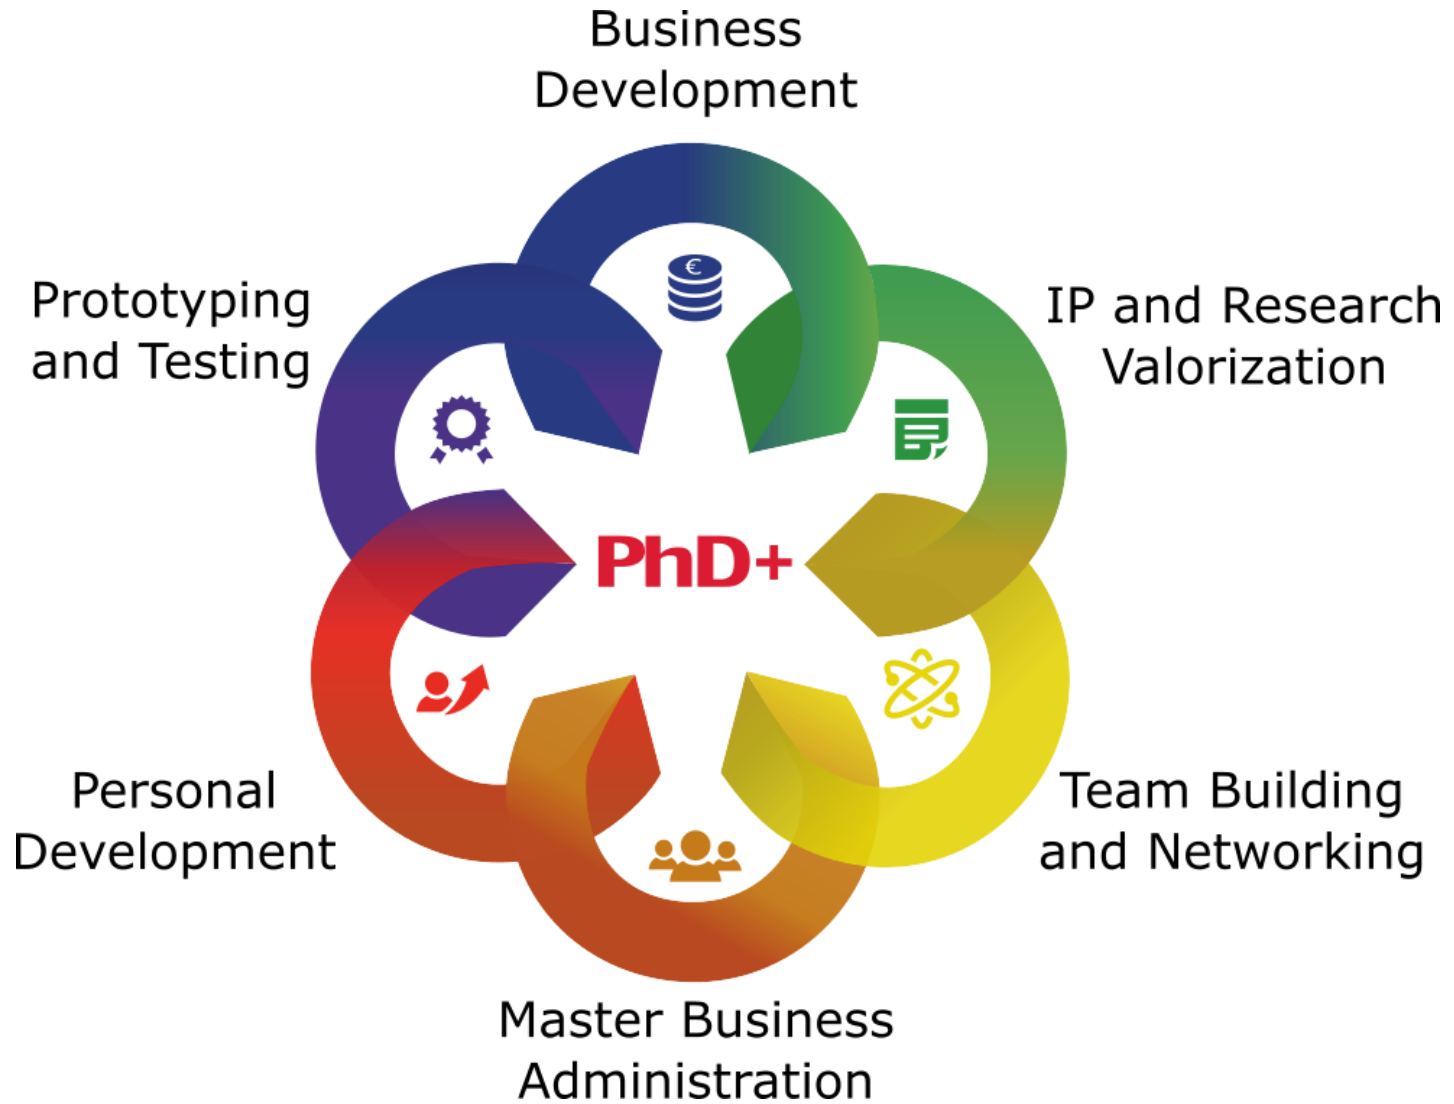 Business
Development
Prototyping
and Testing
IP and Research
Valorization
€
PhD+
Personal
Development
Team Building
and Networking
Master Business
Administration